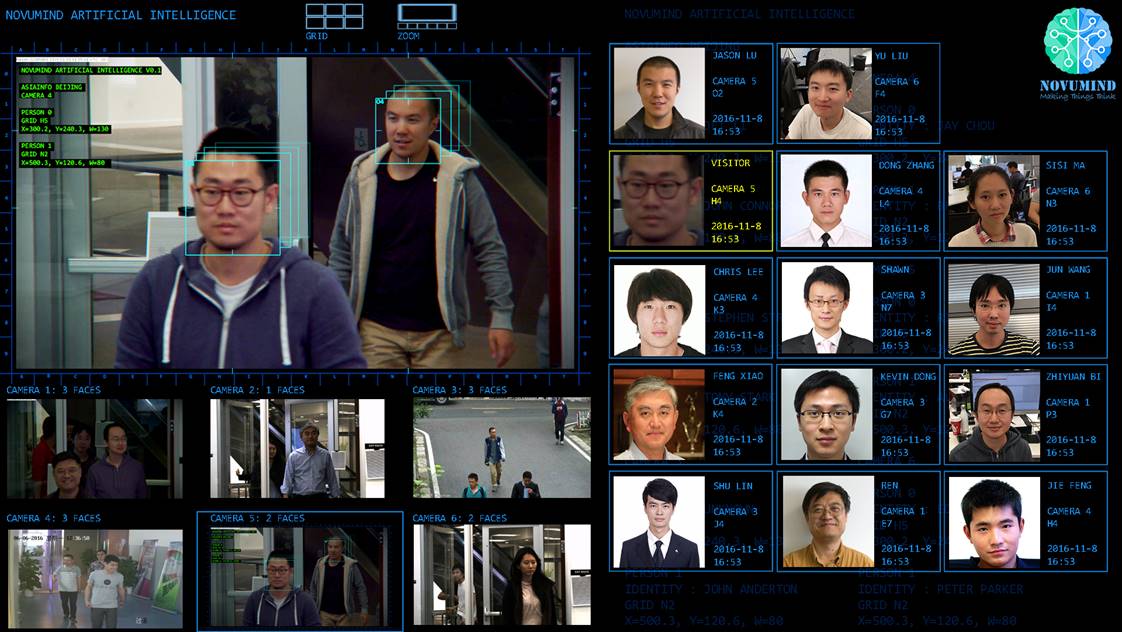 NOVUMIND ARTIFICIAL INTELLIGENCE
GRID
ZOOM
NOVUMIND ARTIFICIAL INTELLIGENCE V0.1
ASIAINFO BEIJING
CAMERA 4
PERSON 0
GRID H5
X=300.2, Y=240.3, W=130
PERSON 1
GRID N2
X=500.3, Y=120.6, W=80
CAMERA 1: 3 FACES
CAMERA 2: 1 FACES
CAMERA 3: 3 FACES
CAMERA 4: 3 FACES
CAMERA 5: 2 FACES
CAMERA 6: 2 FACES
NOVUMIND ARTIFICIAL INTELLIGENCE
NOVUMIND
Making Things Think
JASON LU
CAMERA 5
O2
2016-11-8
16:53
YU LIU
CAMERA 6
F4
2016-11-8
16:53
VISITOR
CAMERA 5
H4
2016-11-8
16:53
DONG ZHANG
CAMERA 4
L4
2016-11-8
16:53
SISI MA
CAMERA 6
N3
2016-11-8
16:53
CHRIS LEE
CAMERA 4
K3
2016-11-8
16:53
SHAWN
CAMERA 3
N7
2016-11-8
16:53
JUN WANG
CAMERA 1
I4
2016-11-8
16:53
FENG XIAO
CAMERA 2
K4
2016-11-8
16:53
KEVIN DONG
CAMERA 3
G7
2016-11-8
16:53
ZHIYUAN BI
CAMERA 1
P3
2016-11-8
16:53
SHU LIN
CAMERA 3
J4
2016-11-8
16:53
REN
CAMERA 1
E7
2016-11-8
16:53
JIE FENG
CAMERA 4
H4
2016-11-8
16:53
PERSON 1
IDENTITY : JOHN ANDERTON
GRID N2
X=500.3, Y=120.6, W=80
IDENTITY : PETER PARKER
GRID N2
X=500.3, Y=120.6, W=80